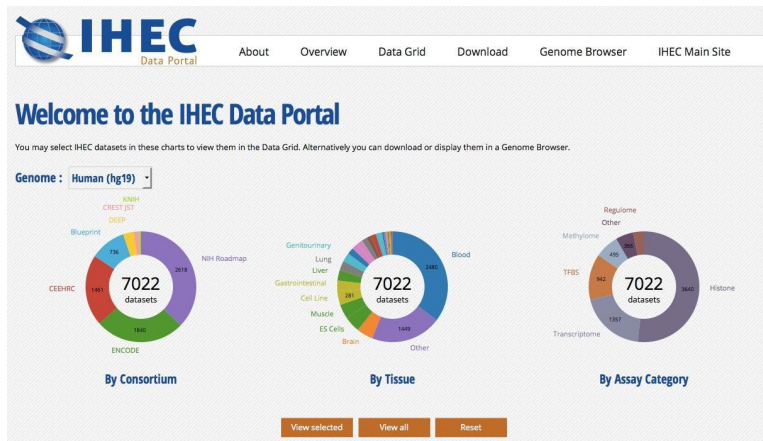 IHEC
Data Portal
About Overview Data Grid Download Genome Browser IHEC Main Site
Welcome to the IHEC Data Portal
You may select IHEC datasets in these charts to view them in the Data Grid. Alternatively you can download or display them in a Genome Browser.
Genome : Human (hg19)
KNIH
CREST JST
DEEP
Blueprint
736
NIH Roadmap
2618
CEEHRC
1461
7022
datasets
1840
ENCODE
By Consortium
Genitourinary
Lung
Liver
Gastrointestinal
Cell Line
281
Muscle
ES Cells
Brain
Blood
2480
7022
datasets
1449
Other
By Tissue
Regulome
Other
365
Methylome
495
TFBS
942
7022
datasets
3640
Histone
1357
Transcriptome
By Assay Category
View selected View all Reset